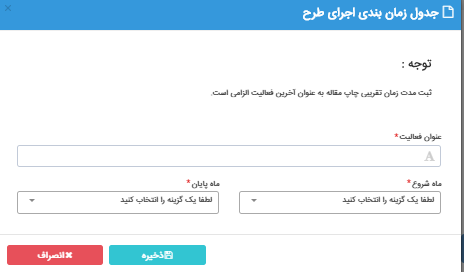 جدول زمان بندی اجرای طرح
توجه :
ثبت مدت زمان تقریبی چاپ مقاله به عنوان آخرین فعالیت الزامی است.
عنوان فعالیت*
ماه شروع*
ماه پایان*
لطفا یک گزینه را انتخاب کنید
لطفا یک گزینه را انتخاب کنید
ذخیره
انصراف